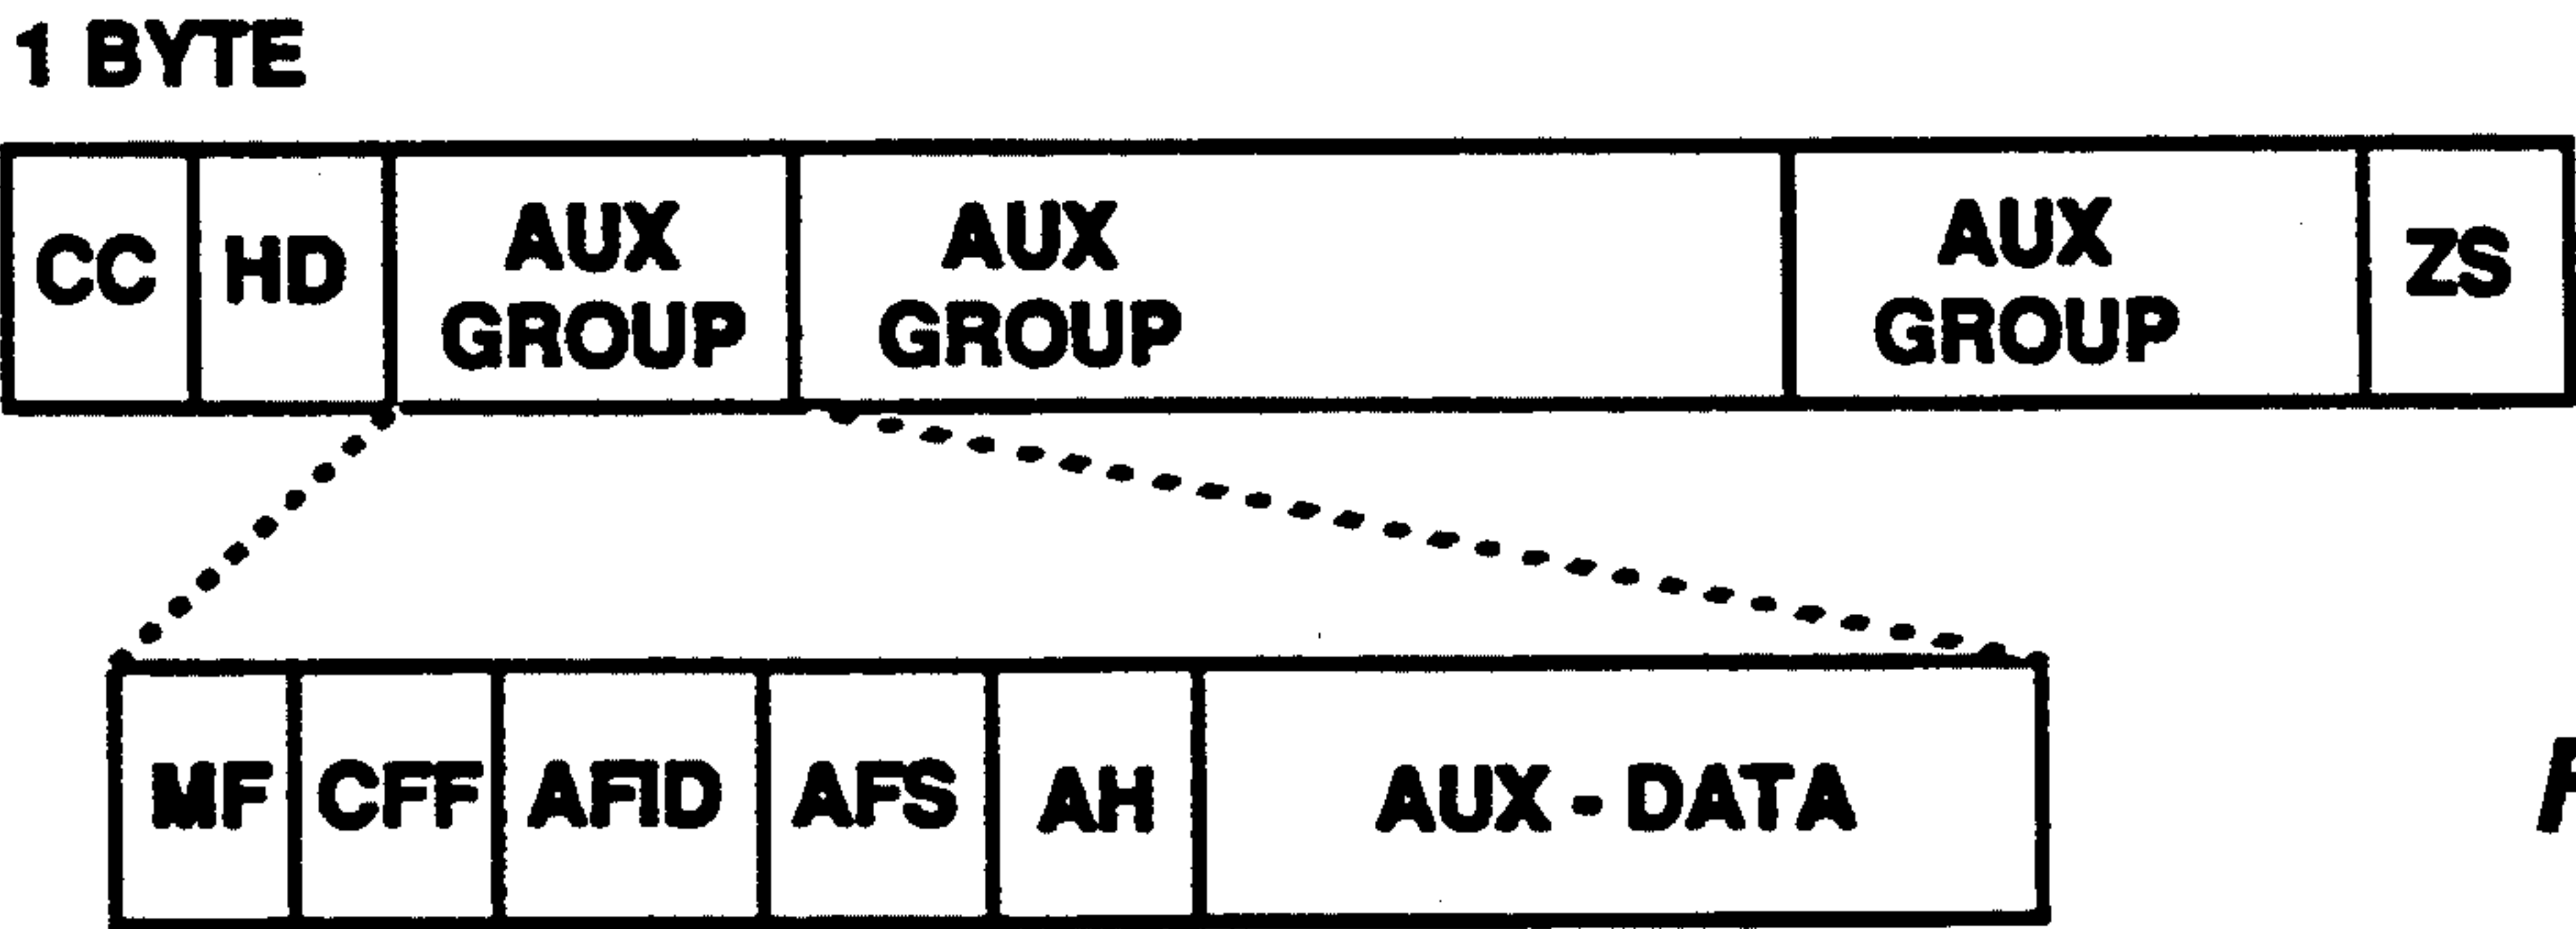 1 BYTE
CC HD AUX GROUP AUX GROUP AUX GROUP ZS
MF CFF AFID AFS AH AUX - DATA